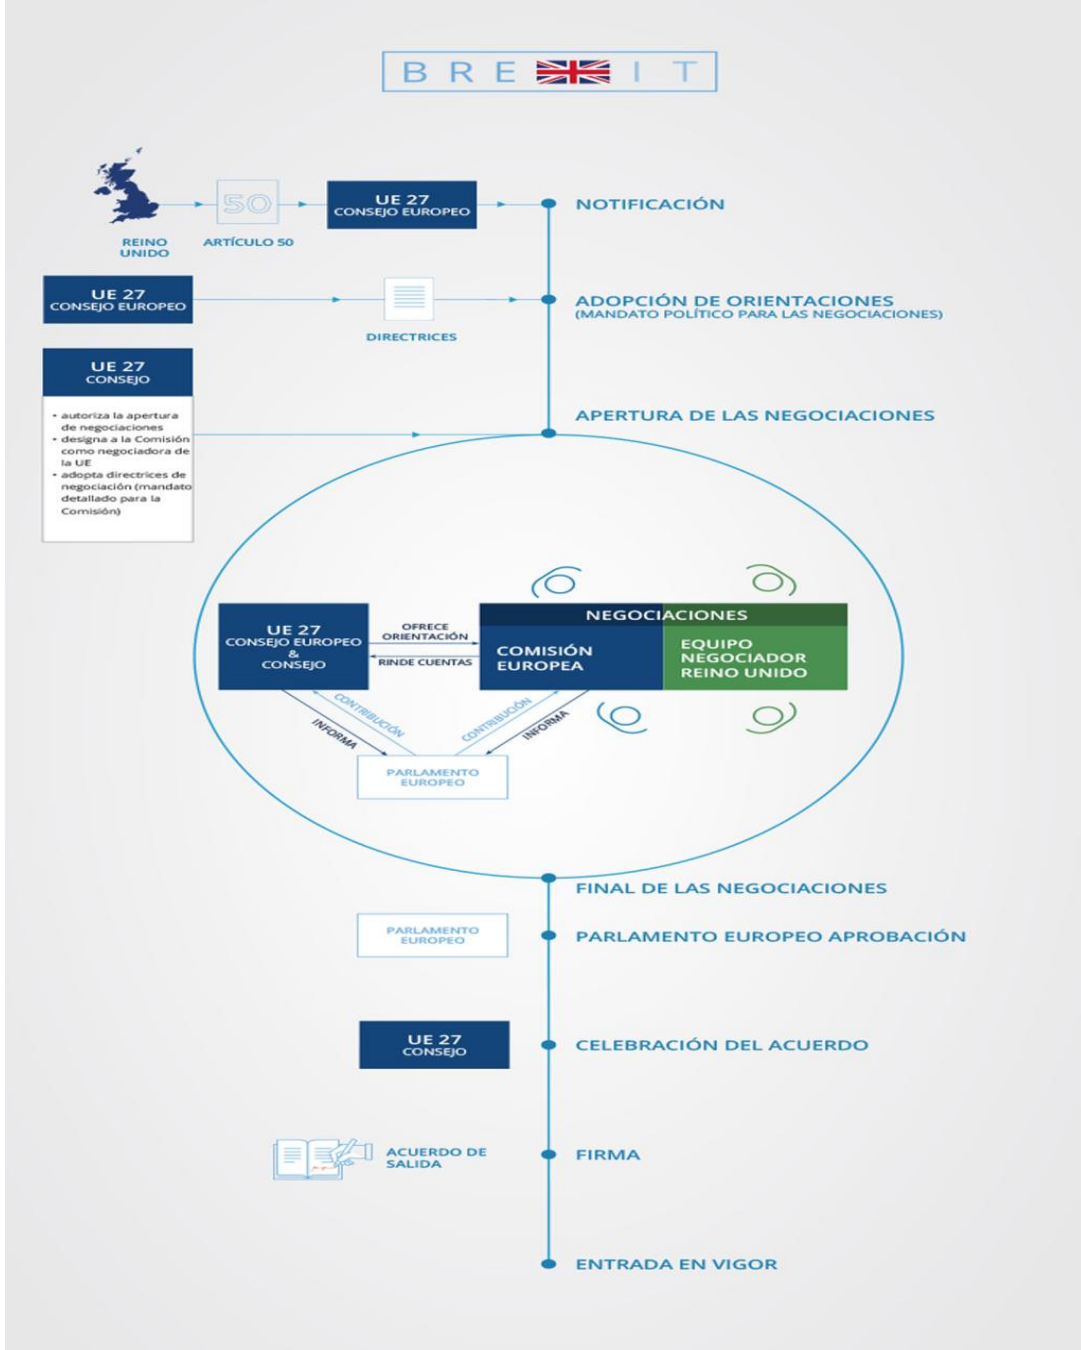 BRE IT
50
UE 27
CONSEJO EUROPEO
NOTIFICACIÓN
REINO
UNIDO
ARTÍCULO 50
UE 27
CONSEJO EUROPEO
DIRECTRICES
ADOPCIÓN DE ORIENTACIONES
(MANDATO POLÍTICO PARA LAS NEGOCIACIONES)
UE 27
CONSEJO
• autoriza la apertura
de negociaciones
• designa a la Comisión
como negociadora de
la UE
• adopta directrices de
negociación (mandato
detallado para la
Comisión)
APERTURA DE LAS NEGOCIACIONES
UE 27
CONSEJO EUROPEO
&
CONSEJO
OFRECE
ORIENTACIÓN
RINDE CUENTAS
NEGOCIACIONES
COMISIÓN
EUROPEA
EQUIPO
NEGOCIADOR
REINO UNIDO
CONTRIBUCIÓN
INFORMA
CONTRIBUCIÓN
INFORMA
PARLAMENTO
EUROPEO
FINAL DE LAS NEGOCIACIONES
PARLAMENTO
EUROPEO
PARLAMENTO EUROPEO APROBACIÓN
UE 27
CONSEJO
CELEBRACIÓN DEL ACUERDO
ACUERDO DE
SALIDA
FIRMA
ENTRADA EN VIGOR